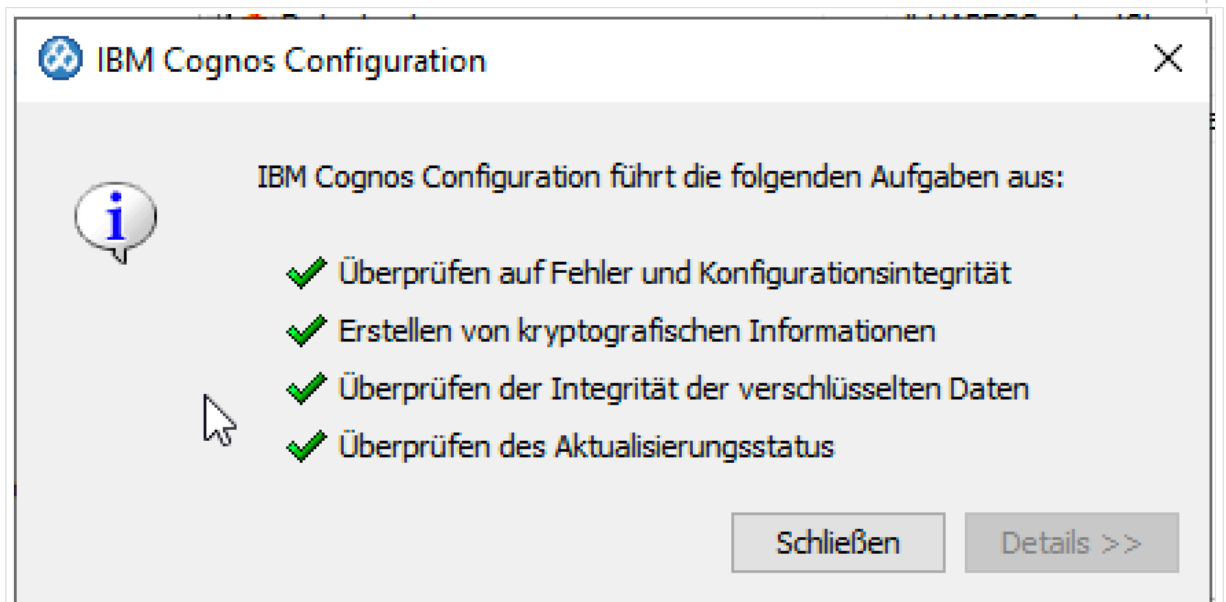 IBM Cognos Configuration
IBM Cognos Configuration führt die folgenden Aufgaben aus:
Überprüfen auf Fehler und Konfigurationsintegrität
Erstellen von kryptografischen Informationen
Überprüfen der Integrität der verschlüsselten Daten
Überprüfen des Aktualisierungsstatus
Schließen
Details >>